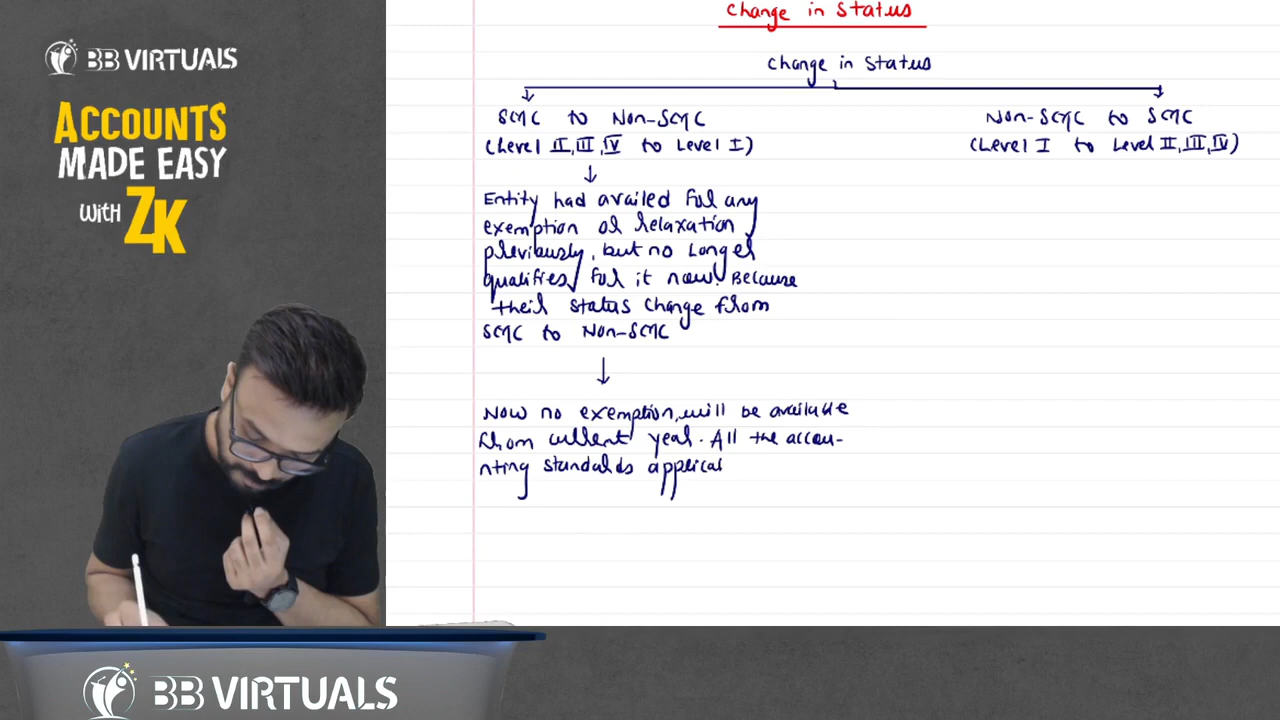 Change in Status
Change in Status
SMC to Non-SMC
(Level II, III, IV to Level I)
Non-SMC to SMC
(Level I to Level II, III, IV)
Entity had availed for any
exemption or relaxation
previously, but no longer
qualifies for it now. Because
their status change from
SMC to Non-SMC
Now no exemption, will be available
from current year. All the accou-
nting standards applicat
BB VIRTUALS
ACCOUNTS
MADE EASY
WITH ZK
BB VIRTUALS